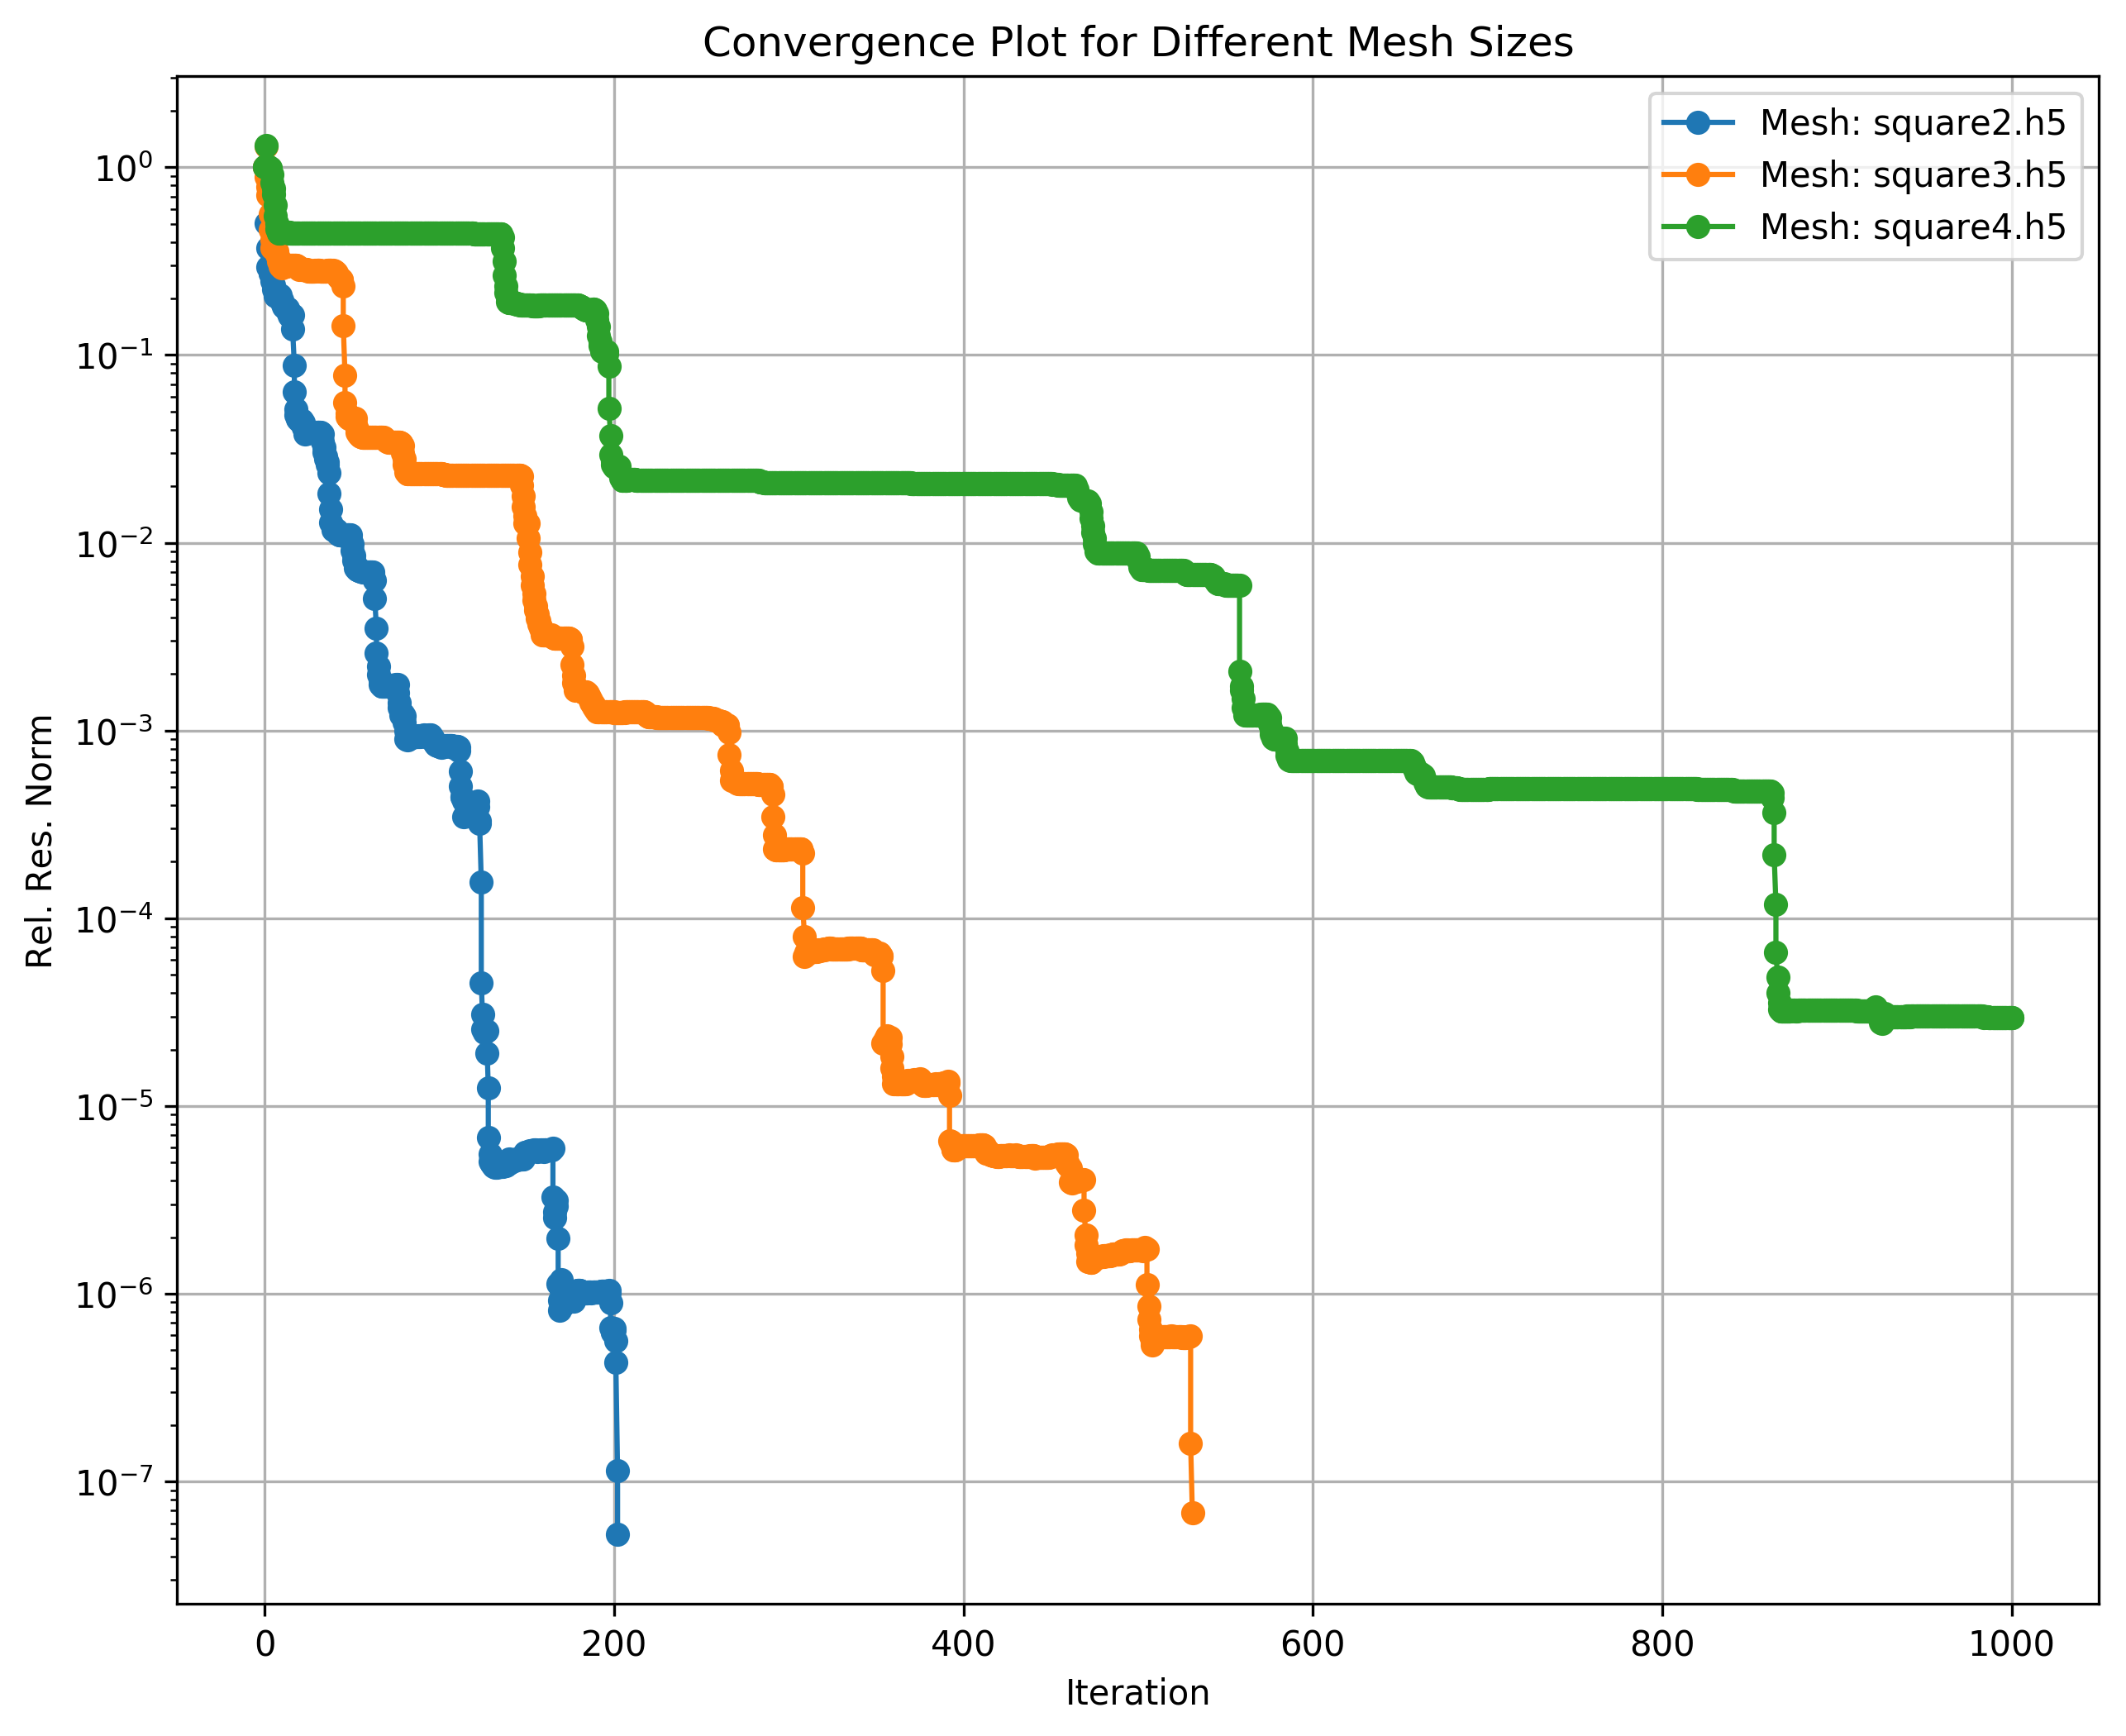 Convergence Plot for Different Mesh Sizes
Mesh: square2.h5
Mesh: square3.h5
Mesh: square4.h5
Rel. Res. Norm
10⁰
10⁻¹
10⁻²
10⁻³
10⁻⁴
10⁻⁵
10⁻⁶
10⁻⁷
0 200 400 600 800 1000
Iteration